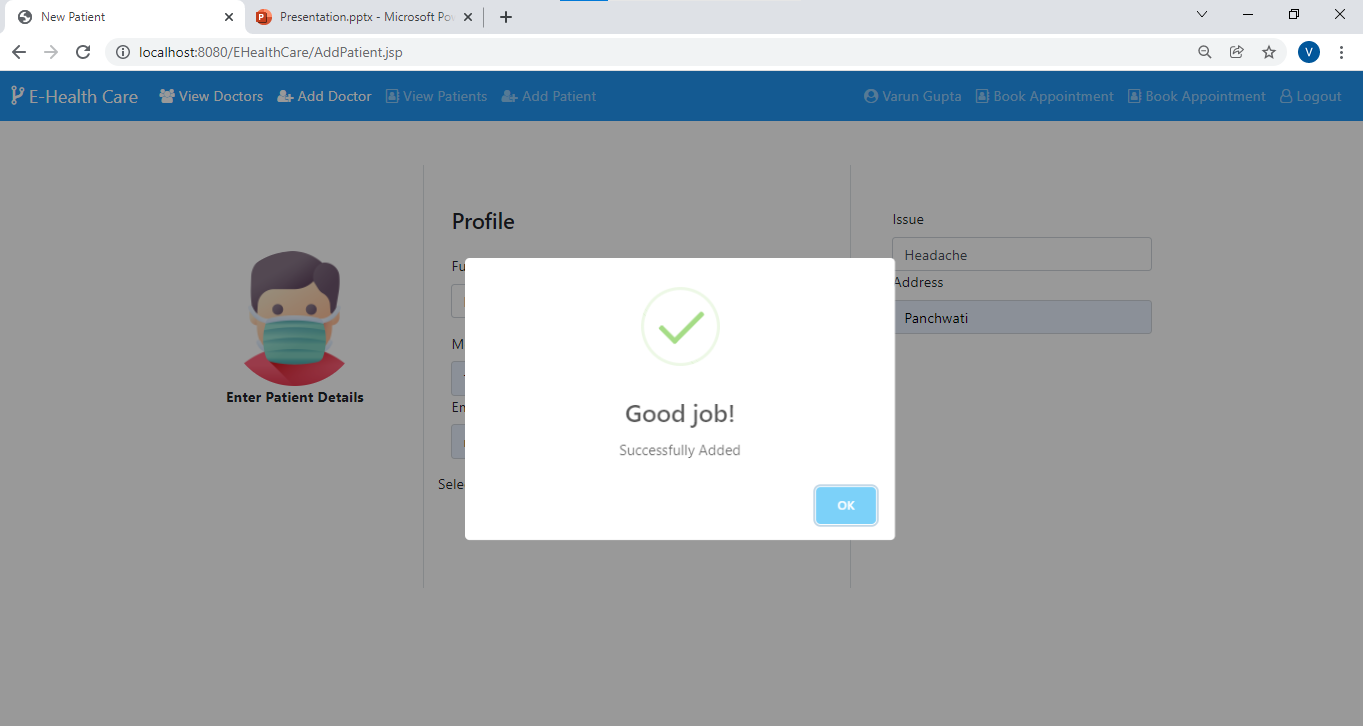 New Patient
Presentation.pptx - Microsoft Po
localhost:8080/EHealthCare/AddPatient.jsp
V
E-Health Care View Doctors Add Doctor View Patients Add Patient Varun Gupta Book Appointment Book Appointment Logout
Enter Patient Details
Profile
Fu
M
En
Sele
Issue
Headache
Address
Panchwati
Good job!
Successfully Added
OK